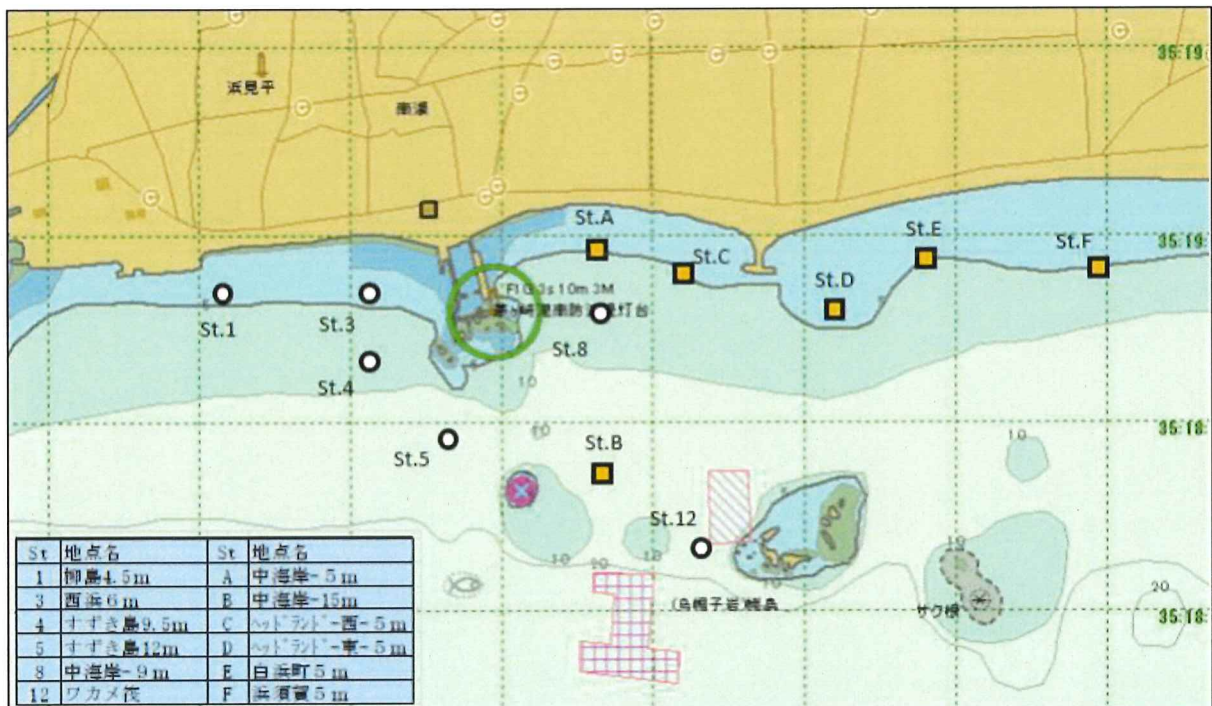 35:19
浜見平
南湖
St.A
St.E
35:19
St.C
St.F
St.D
Fl G 3s 10m 3M
St.1
St.3
St.8
St.4
10
10
St.B
35:18
St.5
10
St.12
10
10
10
10
10
20
(烏帽子岩)姥島
サク根
35:18
St 地点名 St 地点名
1 柳島4.5m A 中海岸-5m
3 西浜6m B 中海岸-15m
4 すずき島9.5m C ヘッドランド-西-5m
5 すずき島12m D ヘッドランド-東-5m
8 中海岸-9m E 白浜町5m
12 ワカメ筏 F 浜須賀5m